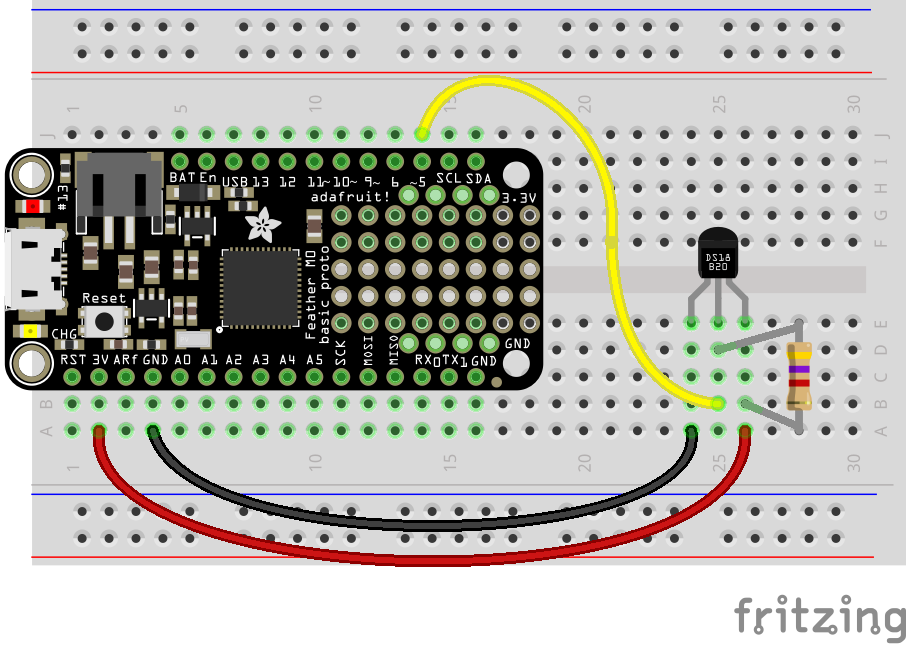 1 5 10 15 20 25 30
J J
I
H
G
F
#13
BAT En USB 13 12 11~ 10~ 9~ 6 ~5 SCL SDA
adafruit! 3.3V
DS18
B20
Feather M0
basic proto
Reset
CHG
GND
E E
D D
C C
RST 3V ARf GND A0 A1 A2 A3 A4 A5 SCK MOSI MISO RX0 TX1 GND
B B
A A
1 10 15 20 25 30
fritzing